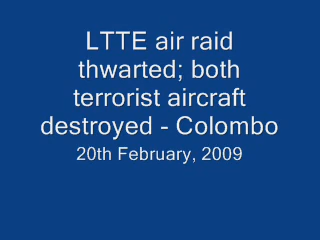 LTTE air raid
thwarted; both
terrorist aircraft
destroyed - Colombo
20th February, 2009